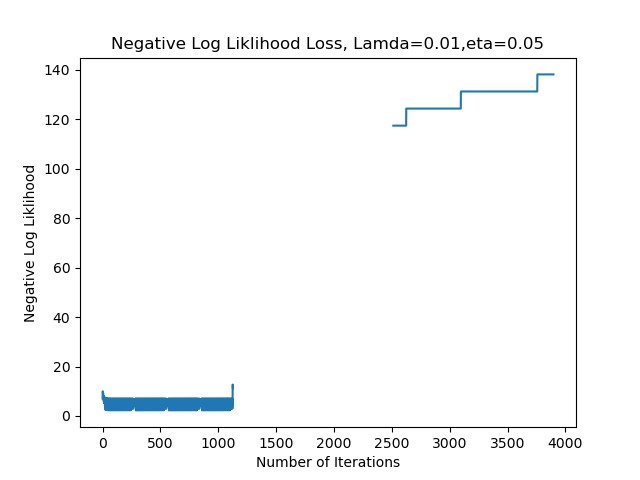 Negative Log Liklihood Loss, Lamda=0.01,eta=0.05
140
120
100
80
60
40
20
0
Negative Log Liklihood
0 500 1000 1500 2000 2500 3000 3500 4000
Number of Iterations